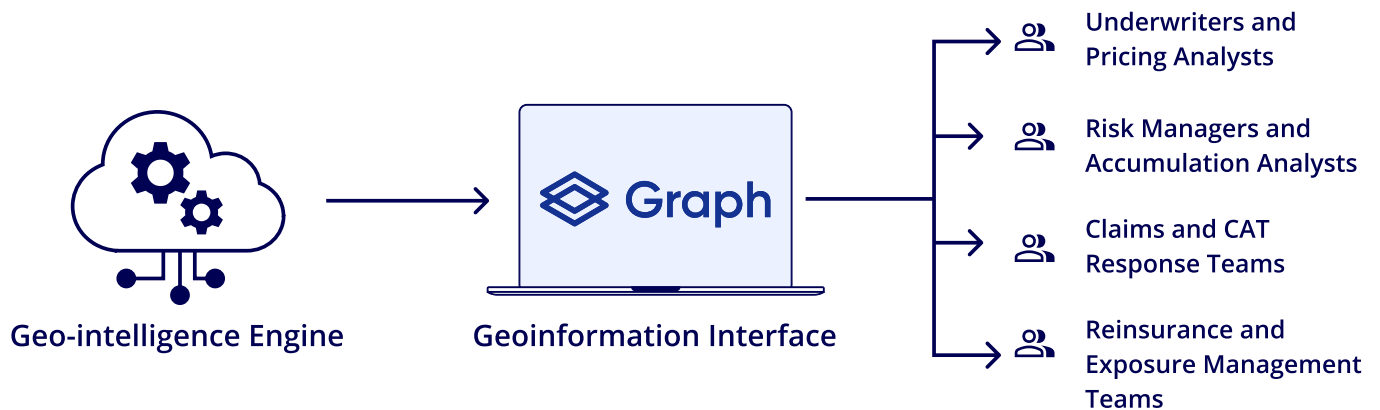 Geo-intelligence Engine
Graph
Geoinformation Interface
Underwriters and
Pricing Analysts
Risk Managers and
Accumulation Analysts
Claims and CAT
Response Teams
Reinsurance and
Exposure Management
Teams